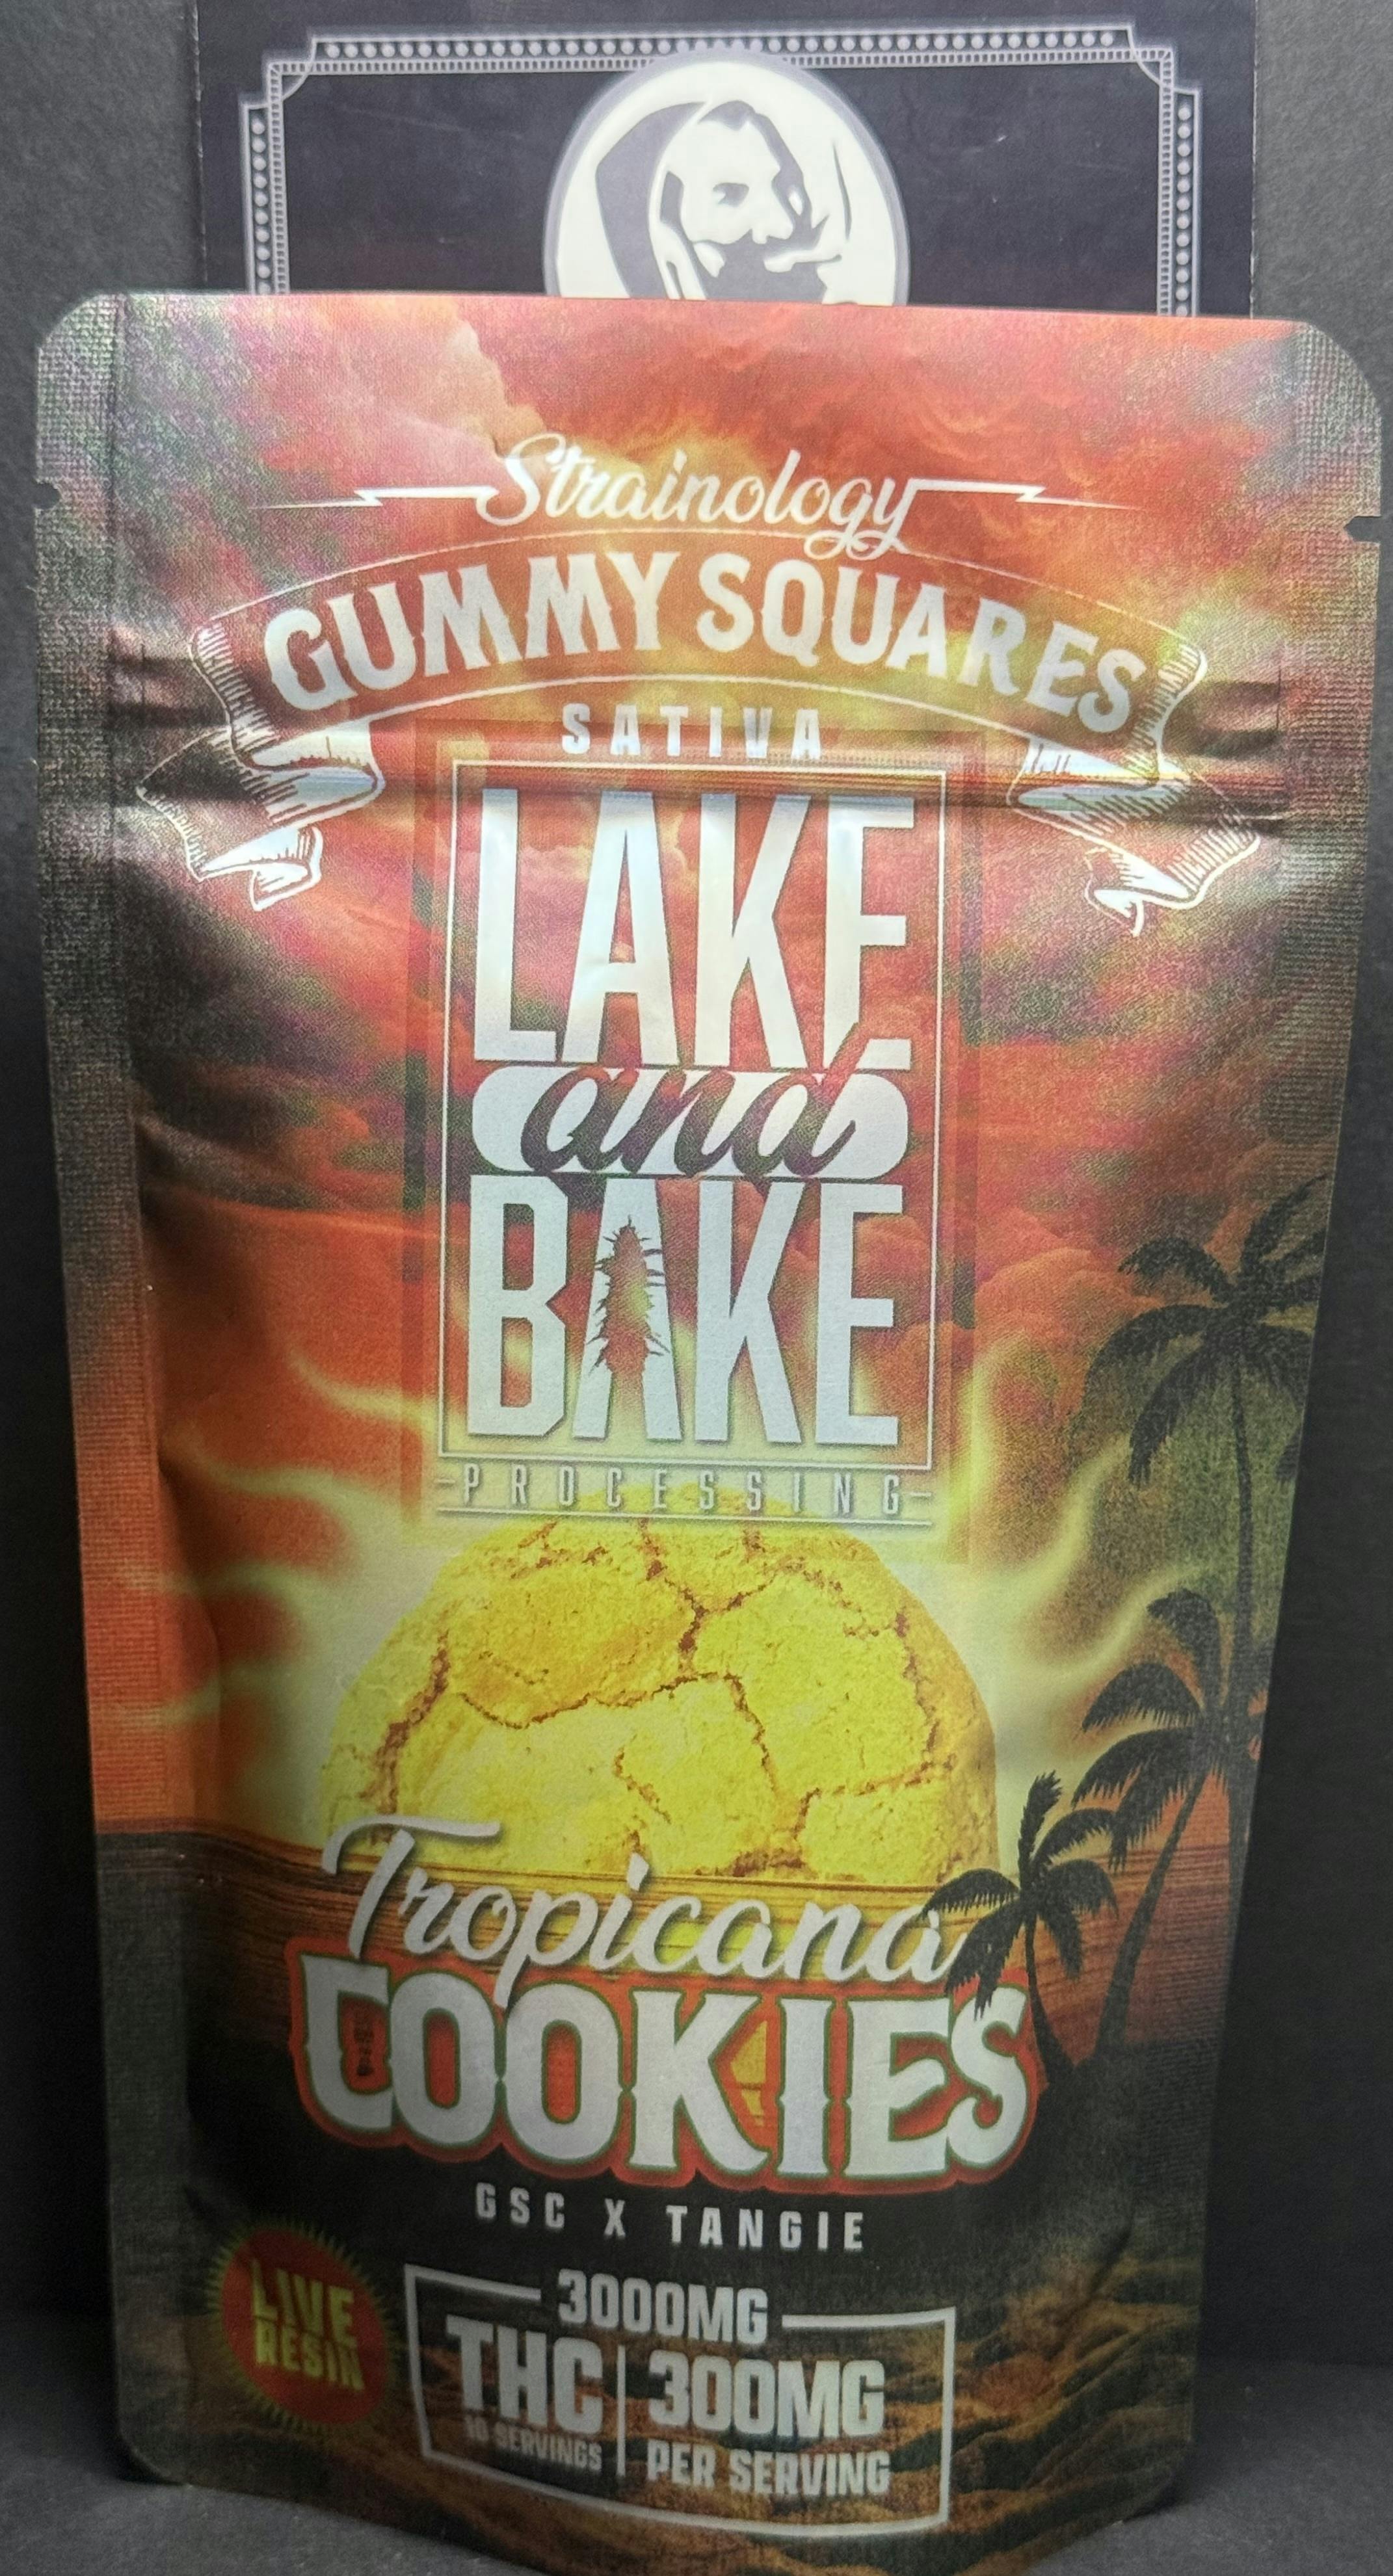 Strainology
GUMMY SQUARES
SATIVA
LAKE
and
BAKE
PROCESSING
Tropicana
COOKIES
GSC X TANGIE
LIVE
RESIN
3000MG
THC
10 SERVINGS
300MG
PER SERVING